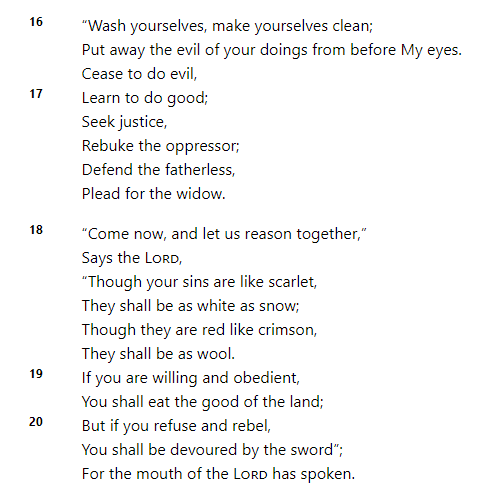 16 “Wash yourselves, make yourselves clean;
Put away the evil of your doings from before My eyes.
Cease to do evil,
17 Learn to do good;
Seek justice,
Rebuke the oppressor;
Defend the fatherless,
Plead for the widow.
18 “Come now, and let us reason together,”
Says the LORD,
“Though your sins are like scarlet,
They shall be as white as snow;
Though they are red like crimson,
They shall be as wool.
19 If you are willing and obedient,
You shall eat the good of the land;
20 But if you refuse and rebel,
You shall be devoured by the sword”;
For the mouth of the LORD has spoken.